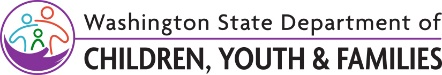 Washington State Department of
CHILDREN, YOUTH & FAMILIES